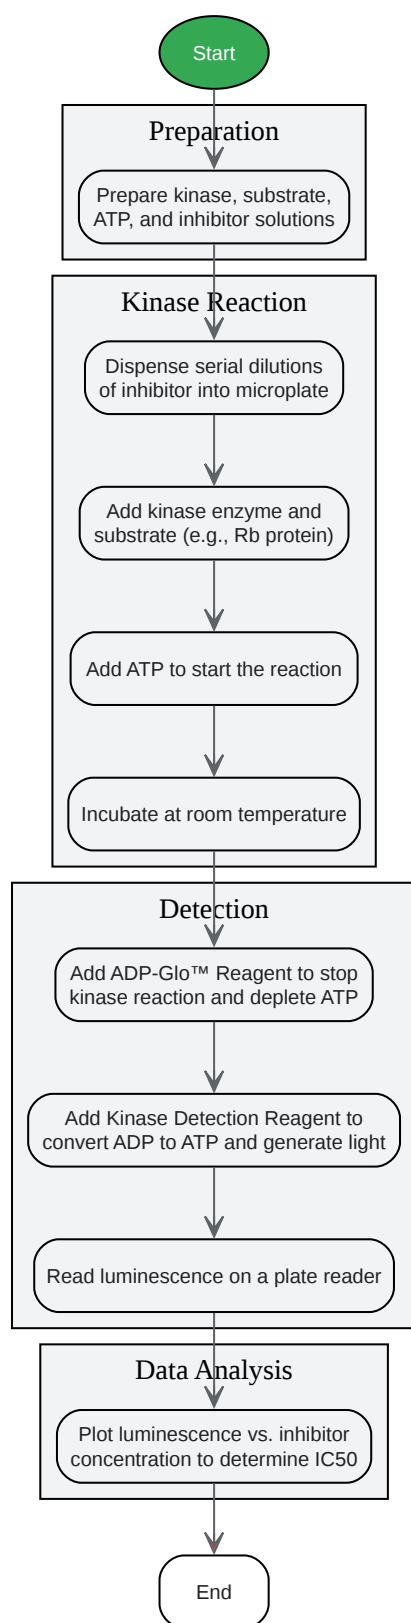 Start
Preparation
Prepare kinase, substrate,
ATP, and inhibitor solutions
Kinase Reaction
Dispense serial dilutions
of inhibitor into microplate
Add kinase enzyme and
substrate (e.g., Rb protein)
Add ATP to start the reaction
Incubate at room temperature
Detection
Add ADP-Glo™ Reagent to stop
kinase reaction and deplete ATP
Add Kinase Detection Reagent to
convert ADP to ATP and generate light
Read luminescence on a plate reader
Data Analysis
Plot luminescence vs. inhibitor
concentration to determine IC50
End